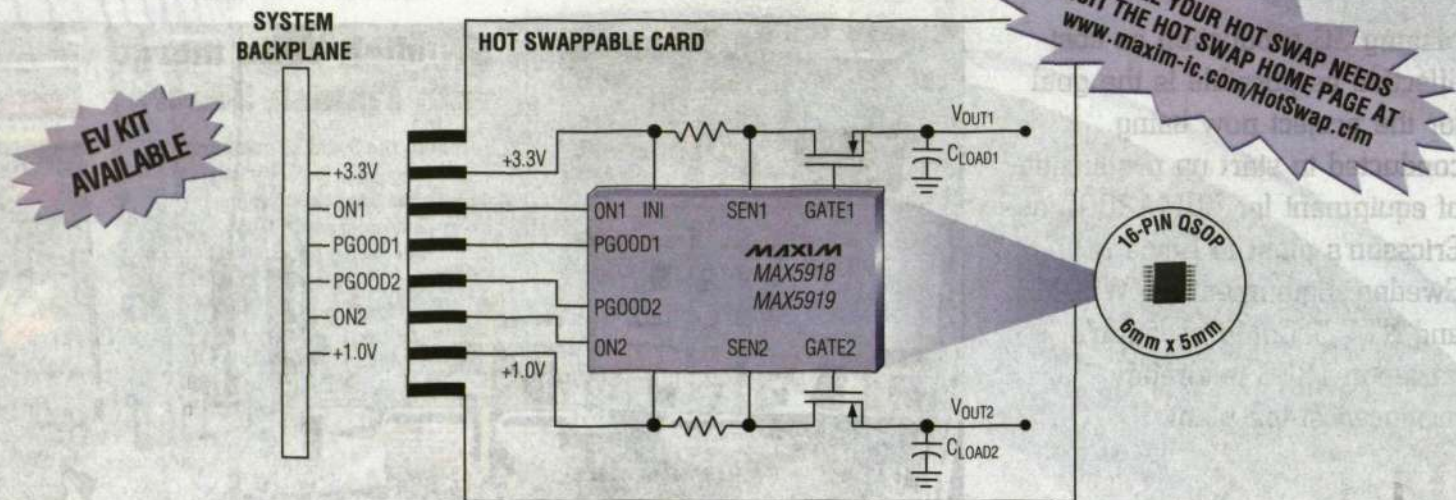 SYSTEM
BACKPLANE
HOT SWAPPABLE CARD
YOUR HOT SWAP NEEDS
THE HOT SWAP HOME PAGE AT
www.maxim-ic.com/HotSwap.cfm
EV KIT
AVAILABLE
+3.3V
ON1
PGOOD1
PGOOD2
ON2
+1.0V
+3.3V
+1.0V
ON1 INI SEN1 GATE1
PGOOD1
MAXIM
MAX5918
MAX5919
PGOOD2
ON2 SEN2 GATE2
VOUT1
CLOAD1
VOUT2
CLOAD2
16-PIN QSOP
6mm x 5mm